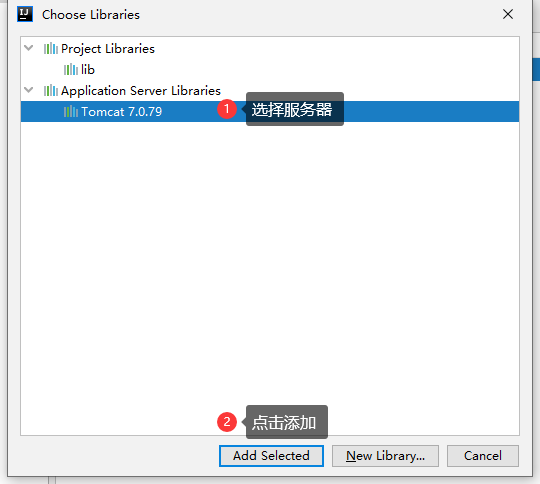 IJ
Choose Libraries
Project Libraries
lib
Application Server Libraries
Tomcat 7.0.79
1 选择服务器
2 点击添加
Add Selected
New Library...
Cancel